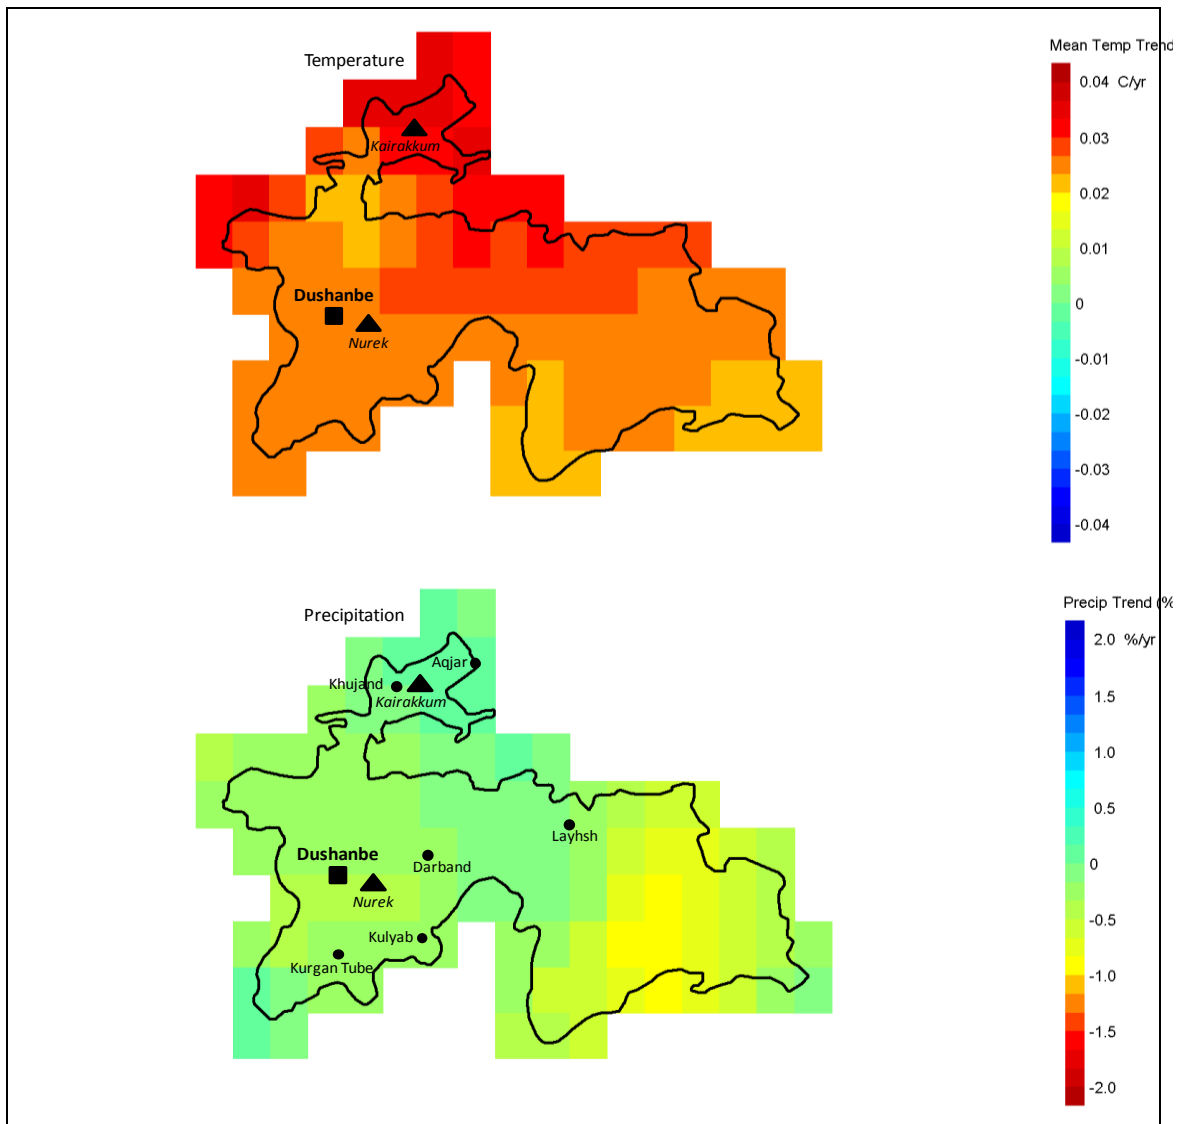 Mean Temp Trend
Temperature
0.04 C/yr
0.03
Kairakkum
0.02
0.01
Dushanbe
0
Nurek
-0.01
-0.02
-0.03
-0.04
Precip Trend (%
Precipitation
2.0 %/yr
Aqjar
Khujand
1.5
Kairakkum
1.0
0.5
Layhsh
Dushanbe
0
Darband
Nurek
-0.5
Kulyab
Kurgan Tube
-1.0
-1.5
-2.0